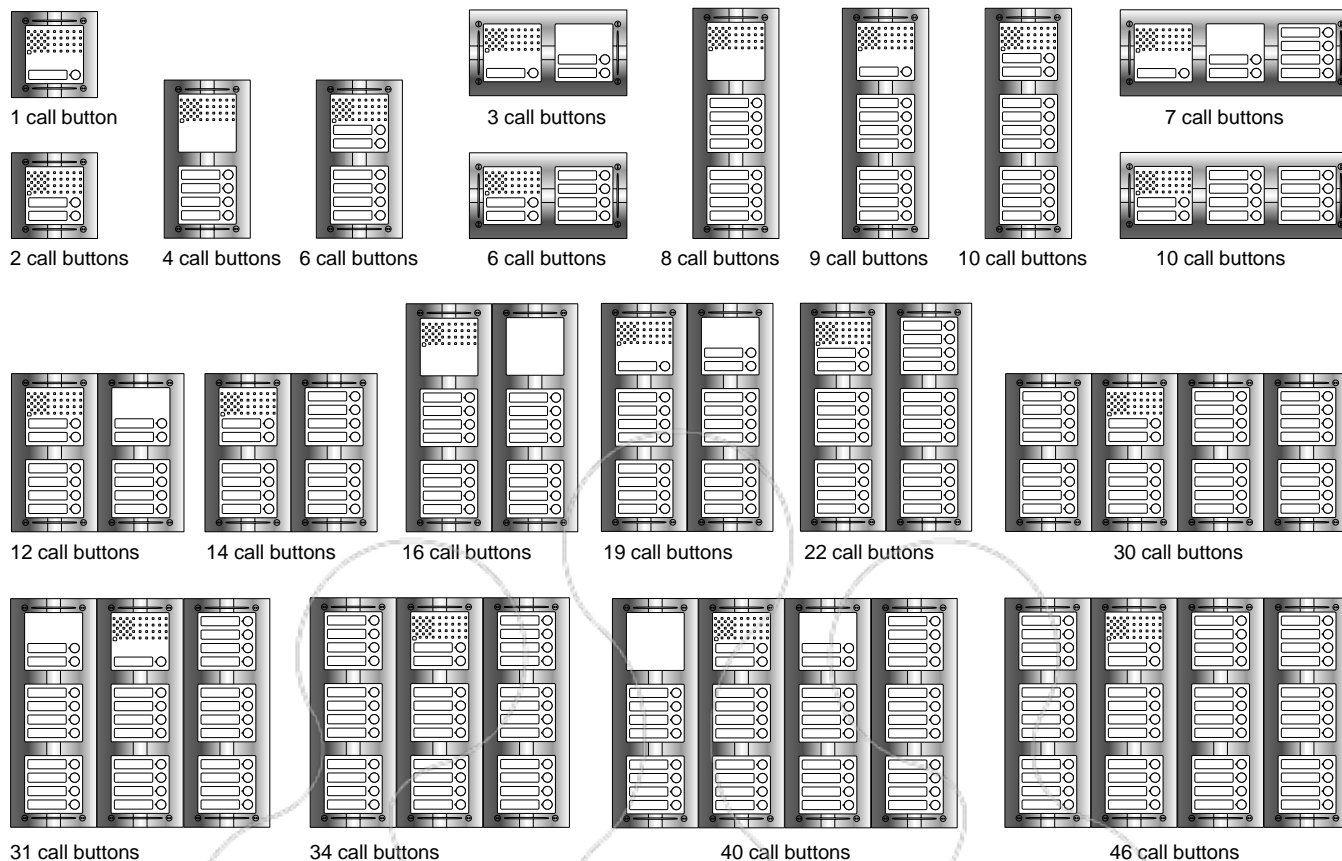 1 call button
3 call buttons
7 call buttons
2 call buttons
4 call buttons
6 call buttons
6 call buttons
8 call buttons
9 call buttons
10 call buttons
10 call buttons
12 call buttons
14 call buttons
16 call buttons
19 call buttons
22 call buttons
30 call buttons
31 call buttons
34 call buttons
40 call buttons
46 call buttons